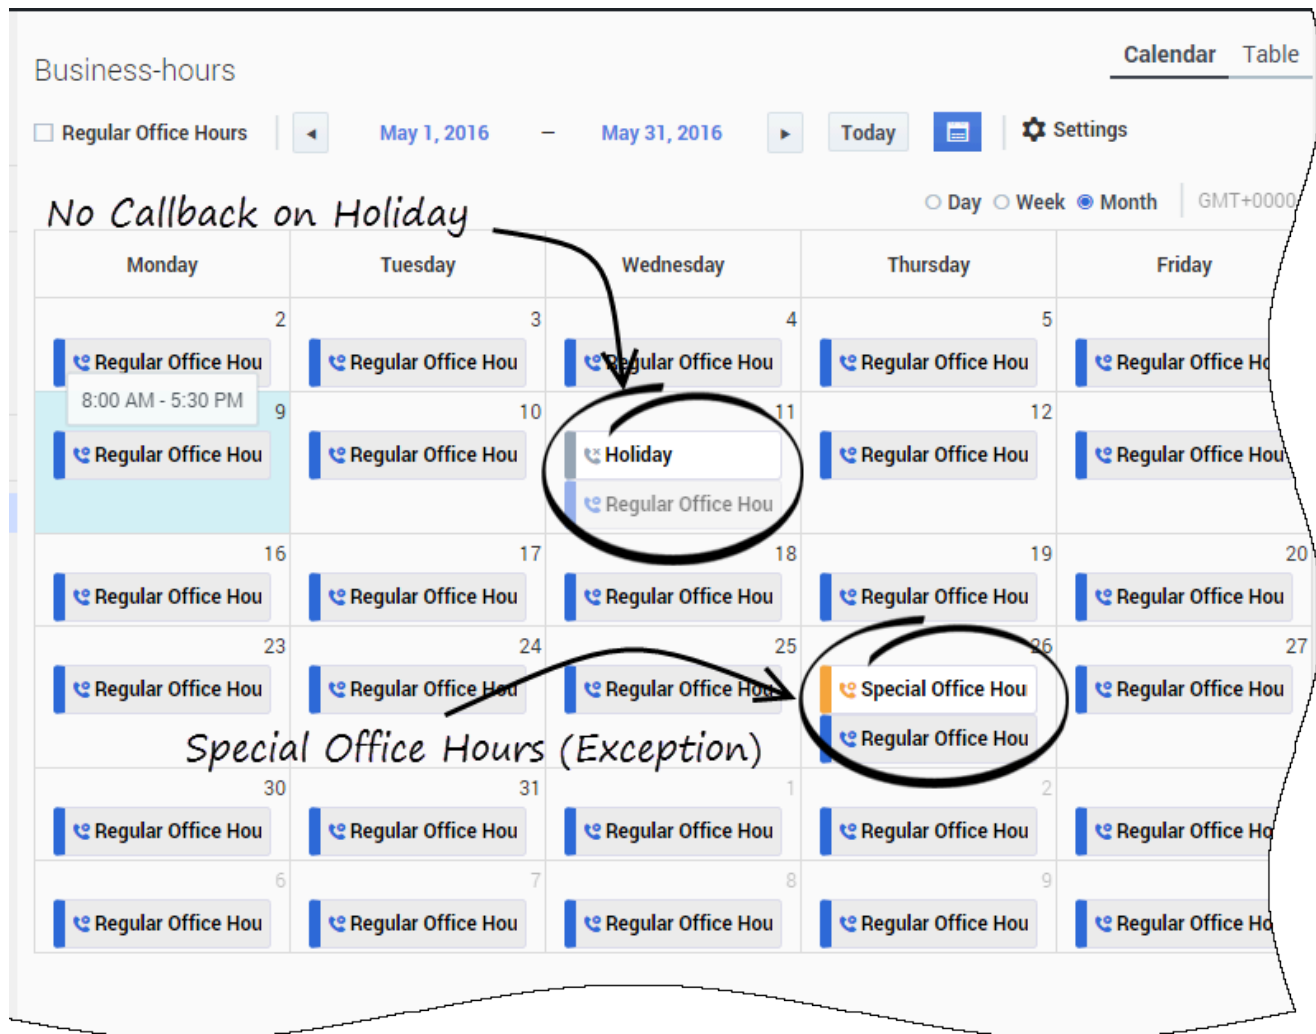 Business-hours
Calendar Table
Regular Office Hours May 1, 2016 – May 31, 2016 Today Settings
No Callback on Holiday
Day Week Month GMT+0000
Monday Tuesday Wednesday Thursday Friday
2 3 4 5
Regular Office Hou Regular Office Hou Regular Office Hou Regular Office Hou Regular Office Ho
8:00 AM - 5:30 PM
9 10 11 12
Regular Office Hou Regular Office Hou Holiday Regular Office Hou Regular Office Hou
Regular Office Hou
16 17 18 19 20
Regular Office Hou Regular Office Hou Regular Office Hou Regular Office Hou Regular Office Hou
23 24 25 26 27
Regular Office Hou Regular Office Hou Regular Office Hou Special Office Hou Regular Office Hou
Regular Office Hou
Special Office Hours (Exception)
30 31 1 2
Regular Office Hou Regular Office Hou Regular Office Hou Regular Office Hou Regular Office Ho
6 7 8 9
Regular Office Hou Regular Office Hou Regular Office Hou Regular Office Hou Regular Office Ho